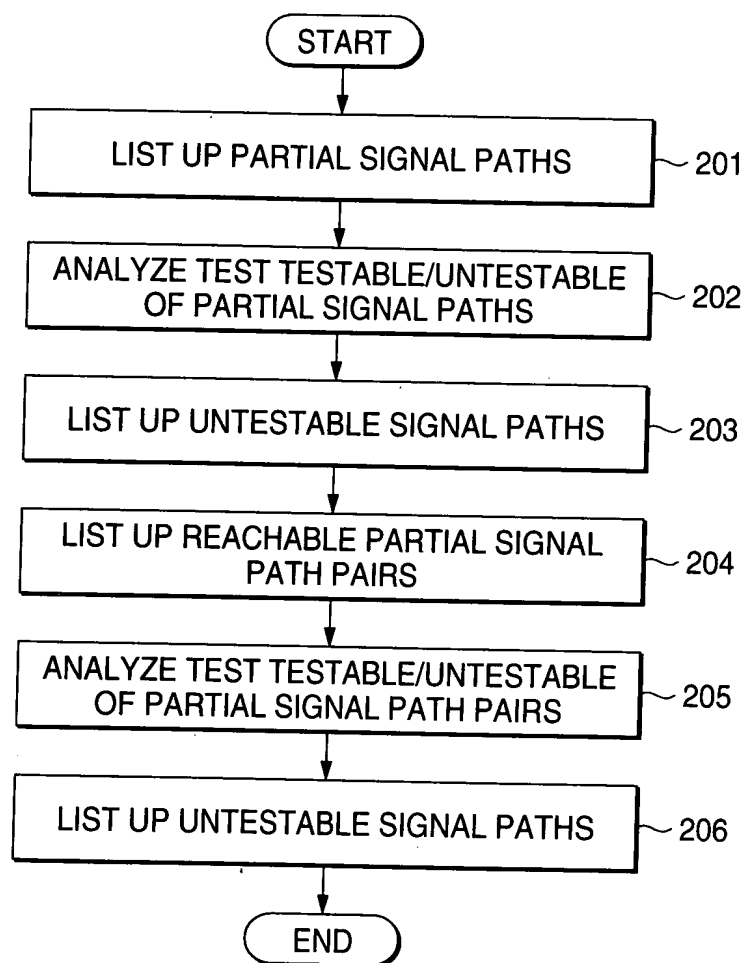 START
LIST UP PARTIAL SIGNAL PATHS
201
ANALYZE TEST TESTABLE/UNTESTABLE
OF PARTIAL SIGNAL PATHS
202
LIST UP UNTESTABLE SIGNAL PATHS
203
LIST UP REACHABLE PARTIAL SIGNAL
PATH PAIRS
204
ANALYZE TEST TESTABLE/UNTESTABLE
OF PARTIAL SIGNAL PATH PAIRS
205
LIST UP UNTESTABLE SIGNAL PATHS
206
END